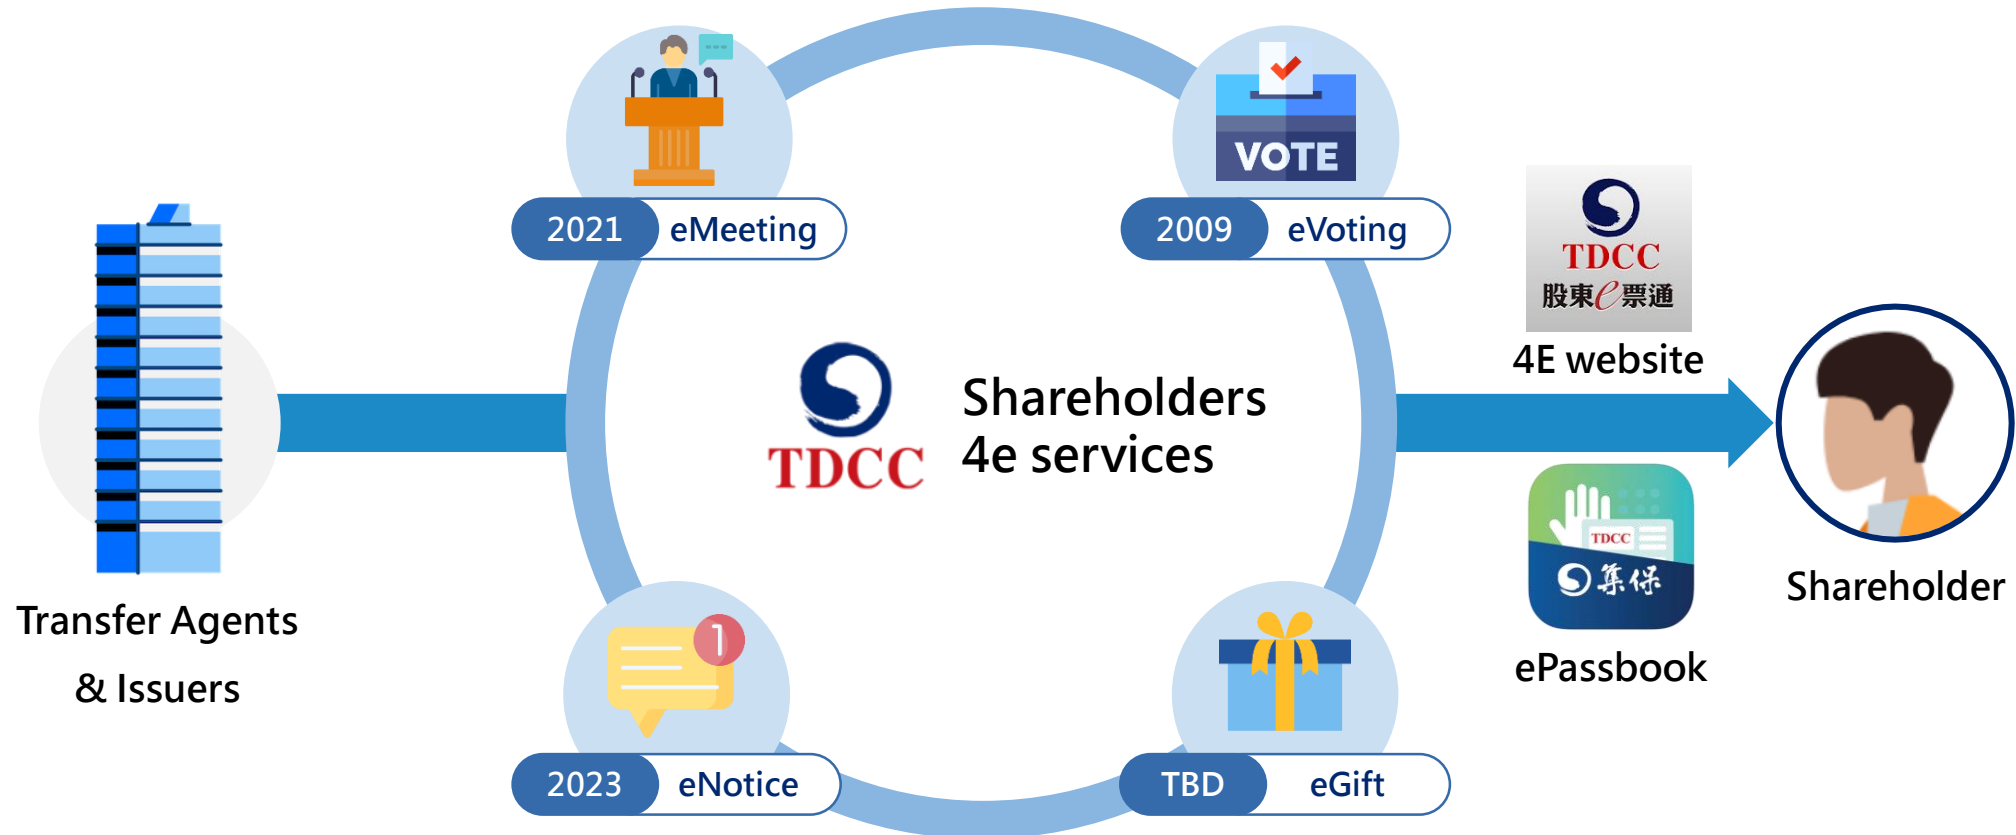 2021 eMeeting
VOTE
2009 eVoting
TDCC
股東e票通
4E website
TDCC
Shareholders
4e services
Transfer Agents
& Issuers
1
2023 eNotice
TBD eGift
TDCC
集保
ePassbook
Shareholder